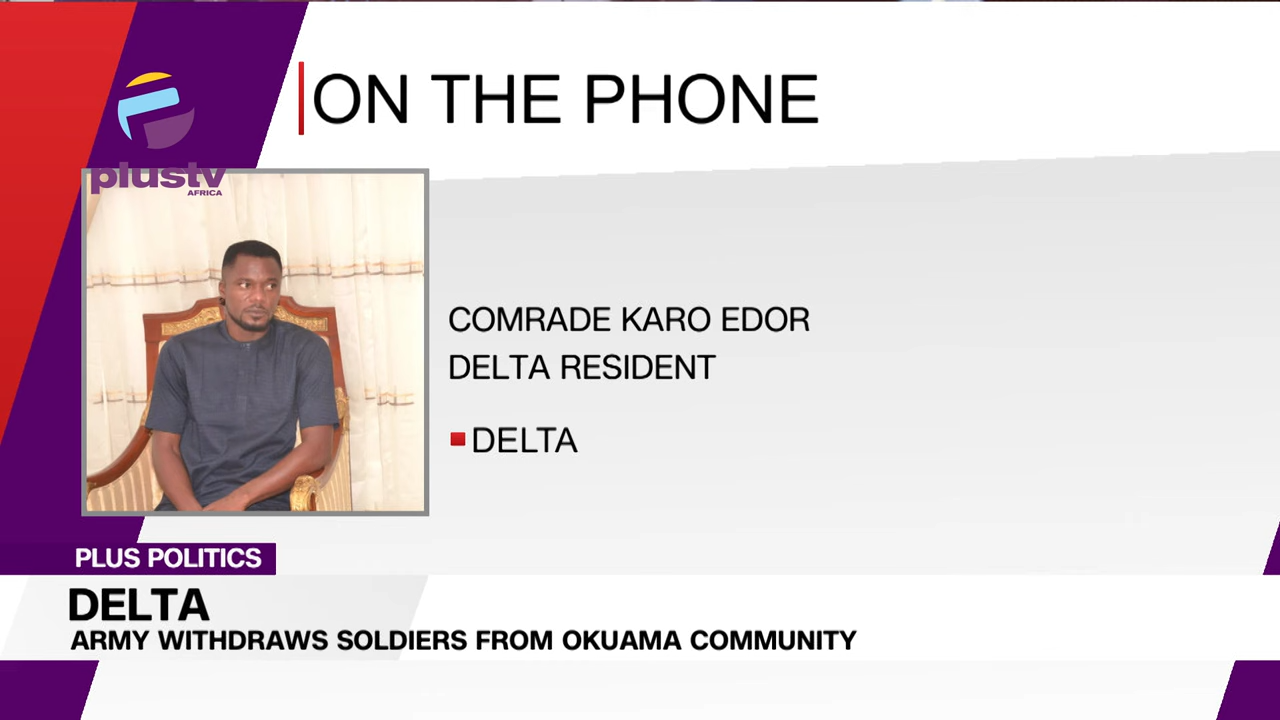 ON THE PHONE
plustv
AFRICA
COMRADE KARO EDOR
DELTA RESIDENT
DELTA
PLUS POLITICS
DELTA
ARMY WITHDRAWS SOLDIERS FROM OKUAMA COMMUNITY